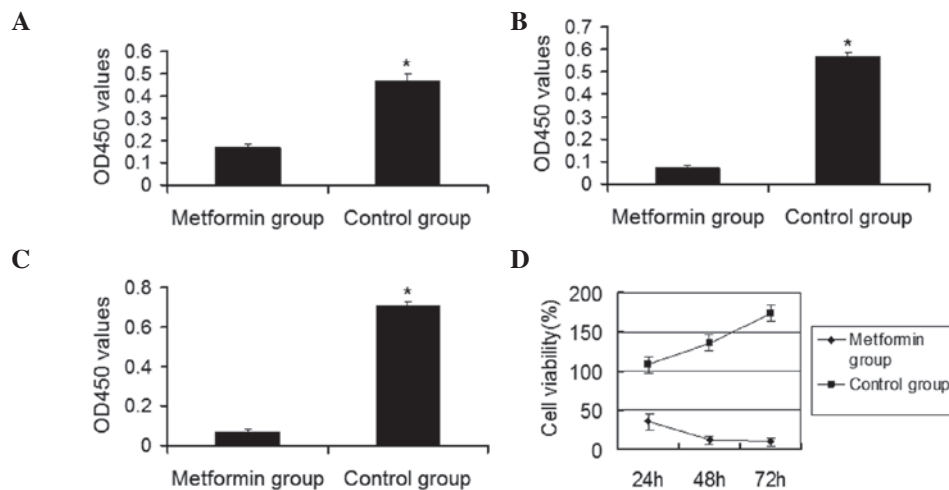 A
OD450 values
0.6
0.5
0.4
0.3
0.2
0.1
0
*
Metformin group
Control group
B
OD450 values
0.7
0.6
0.5
0.4
0.3
0.2
0.1
0
*
Metformin group
Control group
C
OD450 values
0.8
0.6
0.4
0.2
0
*
Metformin group
Control group
D
Cell viability(%)
200
150
100
50
0
24h
48h
72h
Metformin
group
Control group